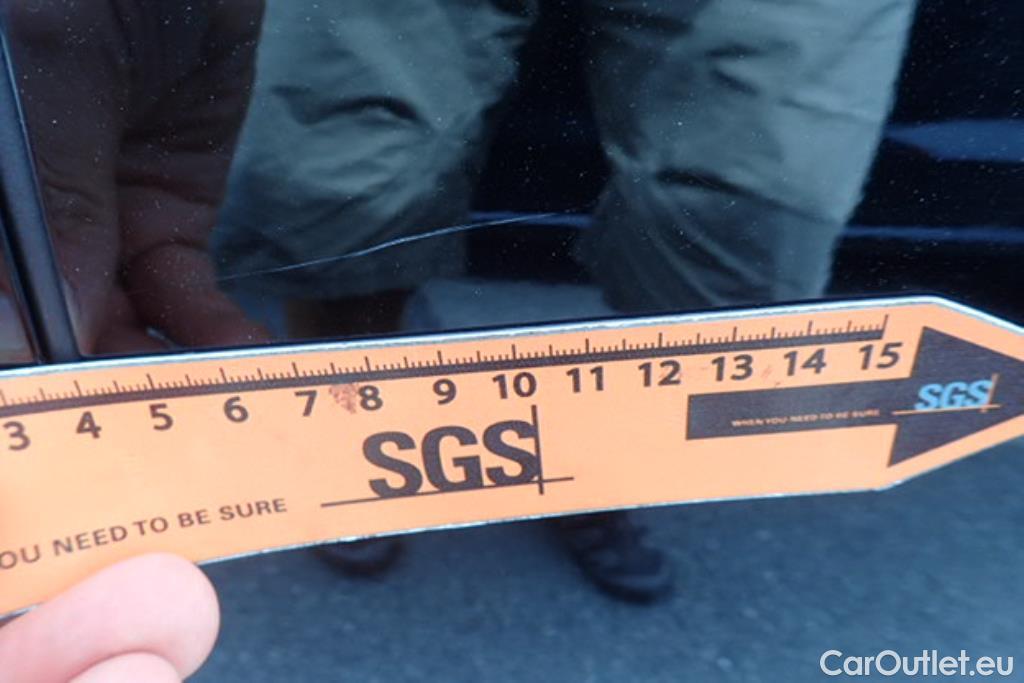 3 4 5 6 7 8 9 10 11 12 13 14 15
WHEN YOU NEED TO BE SURE SGS
SGS
OU NEED TO BE SURE
CarOutlet.eu